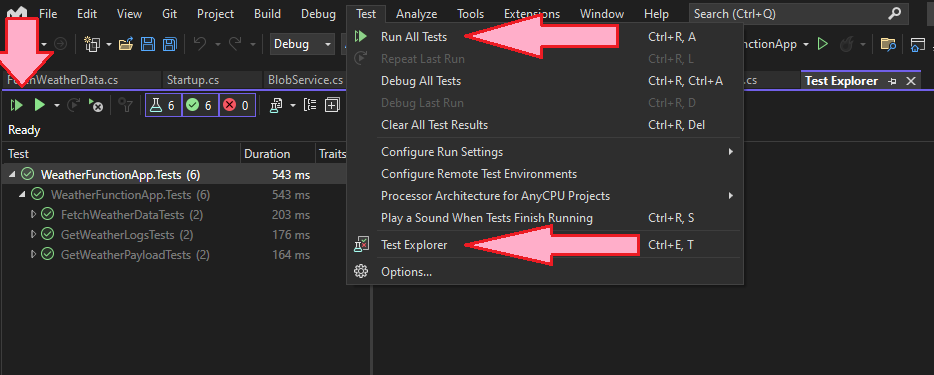 File Edit View Git Project Build Debug Test Analyze Tools Extensions Window Help Search (Ctrl+Q)
Debug
FunctionApp
FetchWeatherData.cs Startup.cs BlobService.cs .cs Test Explorer
6 6 0
Ready
Test Duration Traits
WeatherFunctionApp.Tests (6) 543 ms
WeatherFunctionApp.Tests (6) 543 ms
FetchWeatherDataTests (2) 203 ms
GetWeatherLogsTests (2) 176 ms
GetWeatherPayloadTests (2) 164 ms
Run All Tests Ctrl+R, A
Repeat Last Run Ctrl+R, L
Debug All Tests Ctrl+R, Ctrl+A
Debug Last Run Ctrl+R, D
Clear All Test Results Ctrl+R, Del
Configure Run Settings
Configure Remote Test Environments
Processor Architecture for AnyCPU Projects
Play a Sound When Tests Finish Running Ctrl+R, S
Test Explorer Ctrl+E, T
Options...